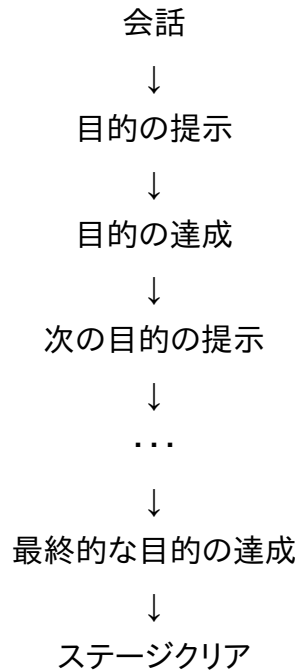 会話
↓
目的の提示
↓
目的の達成
↓
次の目的の提示
↓
・・・
↓
最終的な目的の達成
↓
ステージクリア